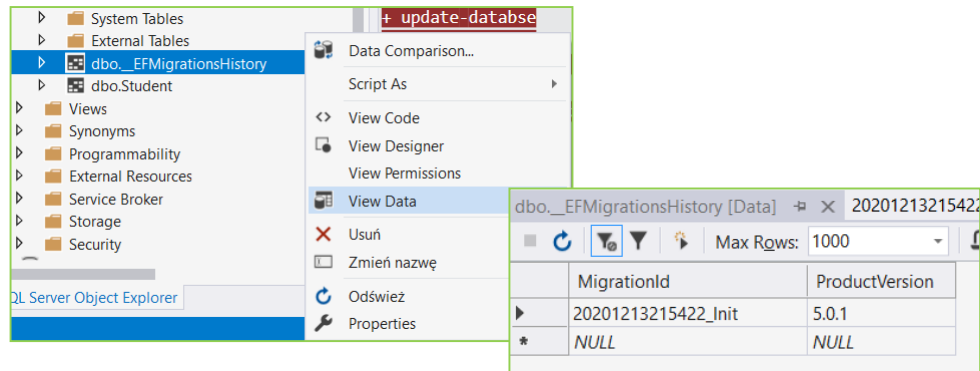 System Tables
External Tables
dbo.__EFMigrationsHistory
dbo.Student
Views
Synonyms
Programmability
External Resources
Service Broker
Storage
Security
QL Server Object Explorer
+ update-databse
Data Comparison...
Script As
View Code
View Designer
View Permissions
View Data
Usuń
Zmień nazwę
Odśwież
Properties
dbo.__EFMigrationsHistory [Data] 20201213215422
Max Rows: 1000
MigrationId ProductVersion
20201213215422_Init 5.0.1
NULL NULL